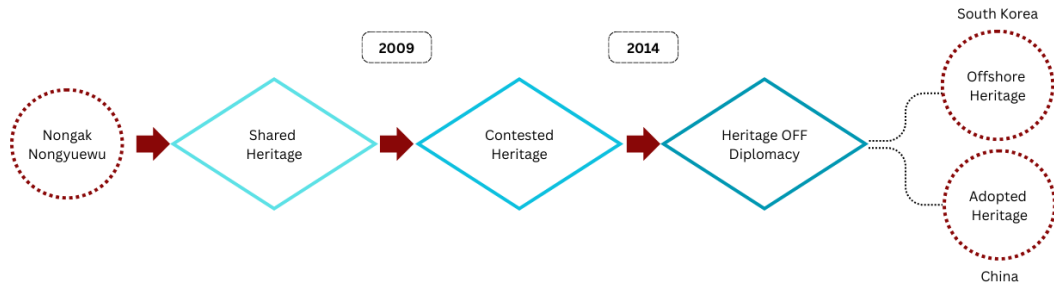 South Korea
2009
2014
Offshore
Heritage
Nongak
Nongyuewu
Shared
Heritage
Contested
Heritage
Heritage OFF
Diplomacy
Adopted
Heritage
China